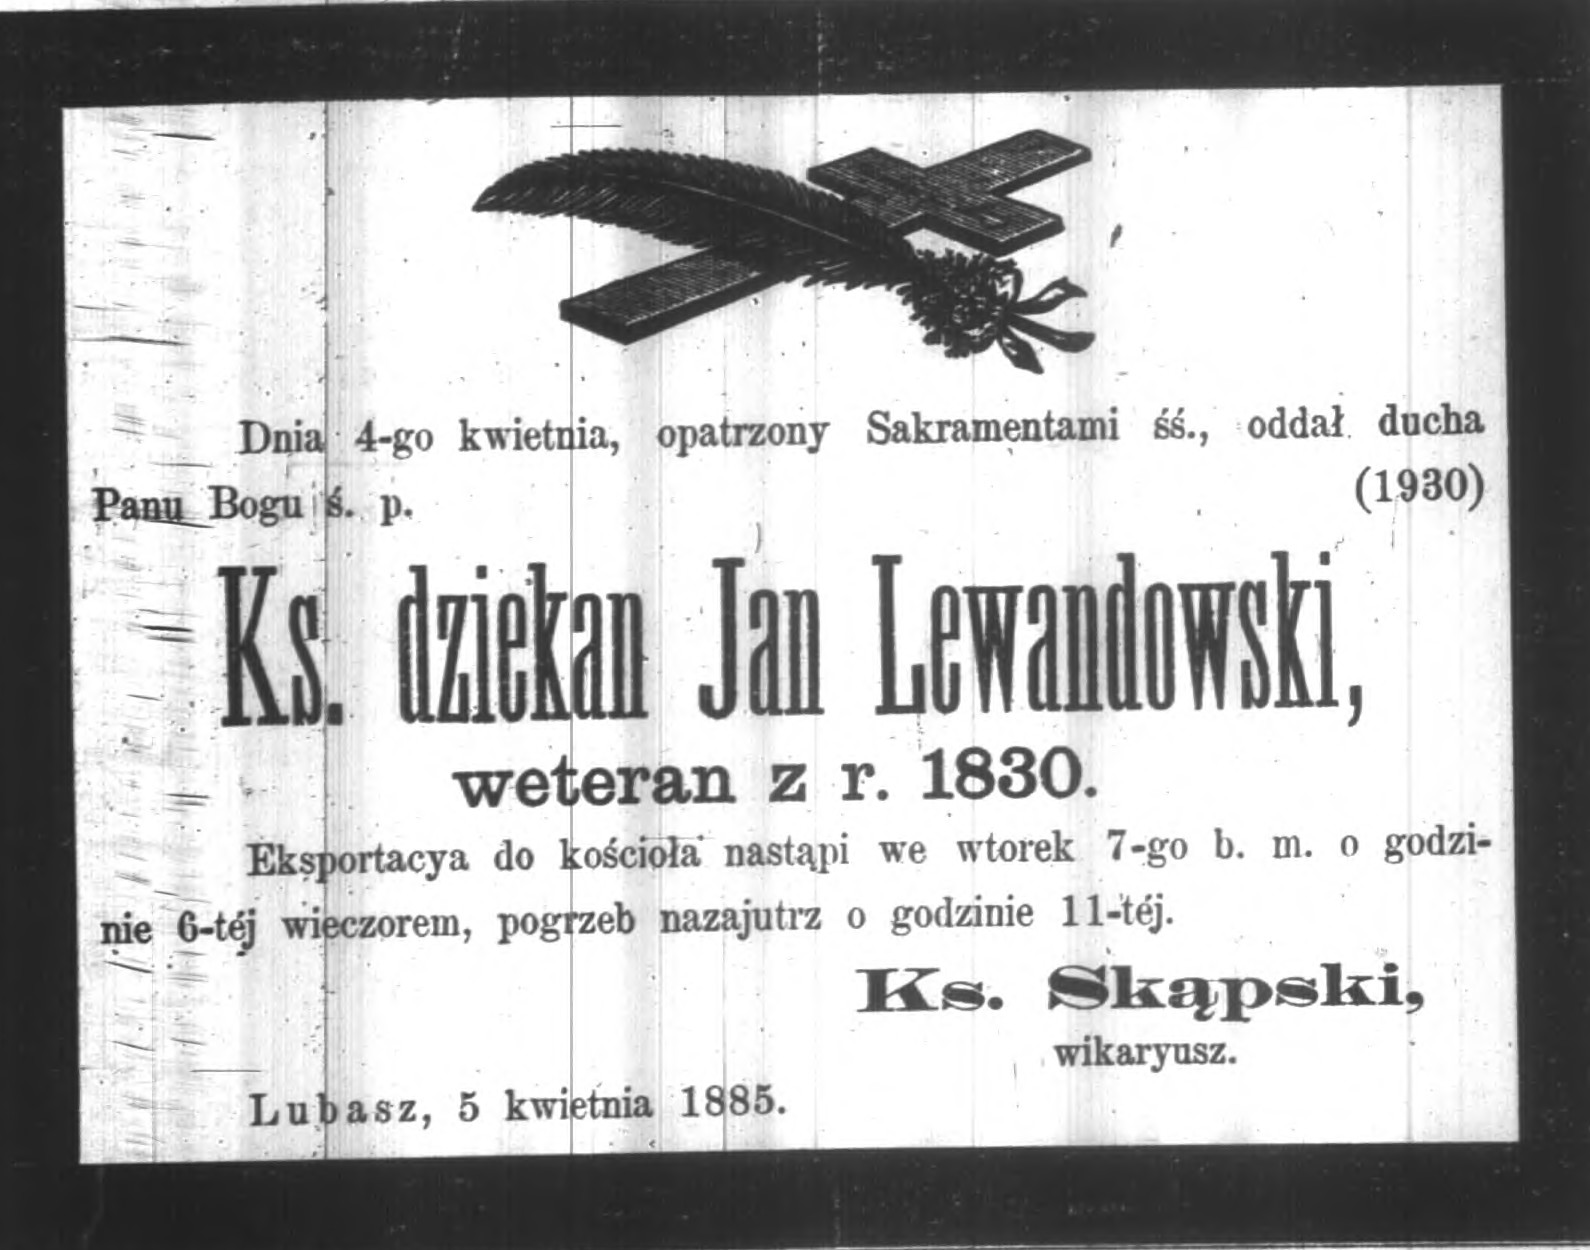 Dnia 4-go kwietnia, opatrzony Sakramentami śś., oddał ducha
Panu Bogu ś. p. (1930)
Ks. dziekan Jan Lewandowski,
weteran z r. 1830.
Eksportacya do kościoła nastąpi we wtorek 7-go b. m. o godzi-
nie 6-téj wieczorem, pogrzeb nazajutrz o godzinie 11-téj.
Ks. Skąpski,
wikaryusz.
Lubasz, 5 kwietnia 1885.